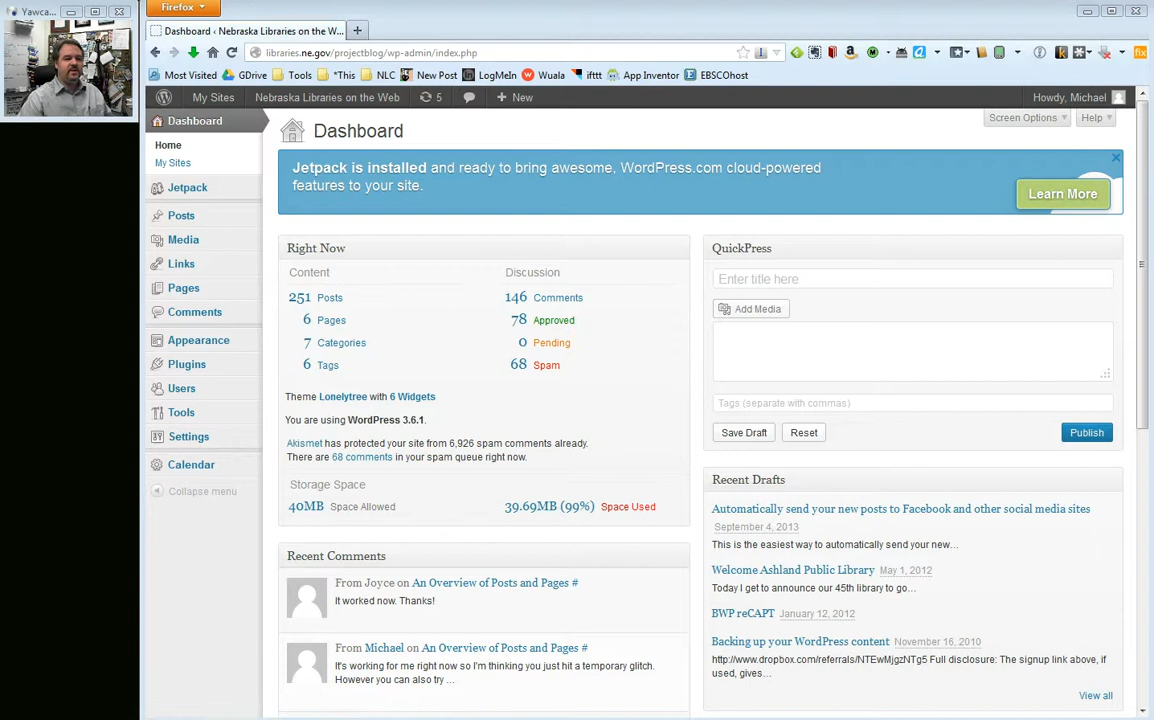 Yawca...
Firefox
Dashboard ‹ Nebraska Libraries on the W...
libraries.ne.gov/projectblog/wp-admin/index.php
Most Visited GDrive Tools *This NLC New Post LogMeIn Wuala ifttt App Inventor EBSCOhost
My Sites Nebraska Libraries on the Web 5 + New Howdy, Michael
Dashboard
Home
My Sites
Jetpack
Posts
Media
Links
Pages
Comments
Appearance
Plugins
Users
Tools
Settings
Calendar
Collapse menu
Dashboard
Screen Options Help
Jetpack is installed and ready to bring awesome, WordPress.com cloud-powered
features to your site.
Learn More
Right Now
Content Discussion
251 Posts 146 Comments
6 Pages 78 Approved
7 Categories 0 Pending
6 Tags 68 Spam
Theme Lonelytree with 6 Widgets
You are using WordPress 3.6.1.
Akismet has protected your site from 6,926 spam comments already.
There are 68 comments in your spam queue right now.
Storage Space
40MB Space Allowed 39.69MB (99%) Space Used
Recent Comments
From Joyce on An Overview of Posts and Pages #
It worked now. Thanks!
From Michael on An Overview of Posts and Pages #
It's working for me right now so I'm thinking you just hit a temporary glitch.
However you can also try ...
QuickPress
Enter title here
Add Media
Tags (separate with commas)
Save Draft Reset Publish
Recent Drafts
Automatically send your new posts to Facebook and other social media sites
September 4, 2013
This is the easiest way to automatically send your new…
Welcome Ashland Public Library May 1, 2012
Today I get to announce our 45th library to go…
BWP reCAPT January 12, 2012
Backing up your WordPress content November 16, 2010
http://www.dropbox.com/referrals/NTEwMjgzNTg5 Full disclosure: The signup link above, if
used, gives…
View all